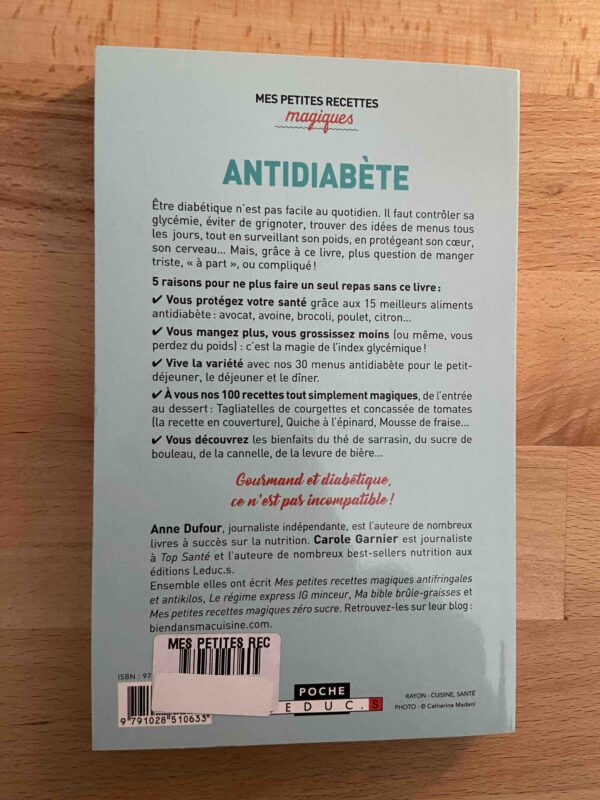 MES PETITES RECETTES
magiques
ANTIDIABÈTE
Être diabétique n'est pas facile au quotidien. Il faut contrôler sa
glycémie, éviter de grignoter, trouver des idées de menus tous
les jours, tout en surveillant son poids, en protégeant son cœur,
son cerveau... Mais, grâce à ce livre, plus question de manger
triste, « à part », ou compliqué !
5 raisons pour ne plus faire un seul repas sans ce livre :
✔ Vous protégez votre santé grâce aux 15 meilleurs aliments
antidiabète : avocat, avoine, brocoli, poulet, citron...
✔ Vous mangez plus, vous grossissez moins (ou même, vous
perdez du poids) : c'est la magie de l'index glycémique !
✔ Vive la variété avec nos 30 menus antidiabète pour le petit-
déjeuner, le déjeuner et le dîner.
✔ À vous nos 100 recettes tout simplement magiques, de l'entrée
au dessert : Tagliatelles de courgettes et concassée de tomates
(la recette en couverture), Quiche à l'épinard, Mousse de fraise...
✔ Vous découvrez les bienfaits du thé de sarrasin, du sucre de
bouleau, de la cannelle, de la levure de bière...
Gourmand et diabétique,
ce n'est pas incompatible !
Anne Dufour, journaliste indépendante, est l'auteure de nombreux
livres à succès sur la nutrition. Carole Garnier est journaliste
à Top Santé et l'auteure de nombreux best-sellers nutrition aux
éditions Leduc.s.
Ensemble elles ont écrit Mes petites recettes magiques antifringales
et antikilos, Le régime express IG minceur, Ma bible brûle-graisses et
Mes petites recettes magiques zéro sucre. Retrouvez-les sur leur blog :
biendansmacuisine.com.
MES PETITES REC
ISBN : 97
9 791028 510633
POCHE
EDUC.S
RAYON : CUISINE, SANTÉ
PHOTO : © Catherine Madani